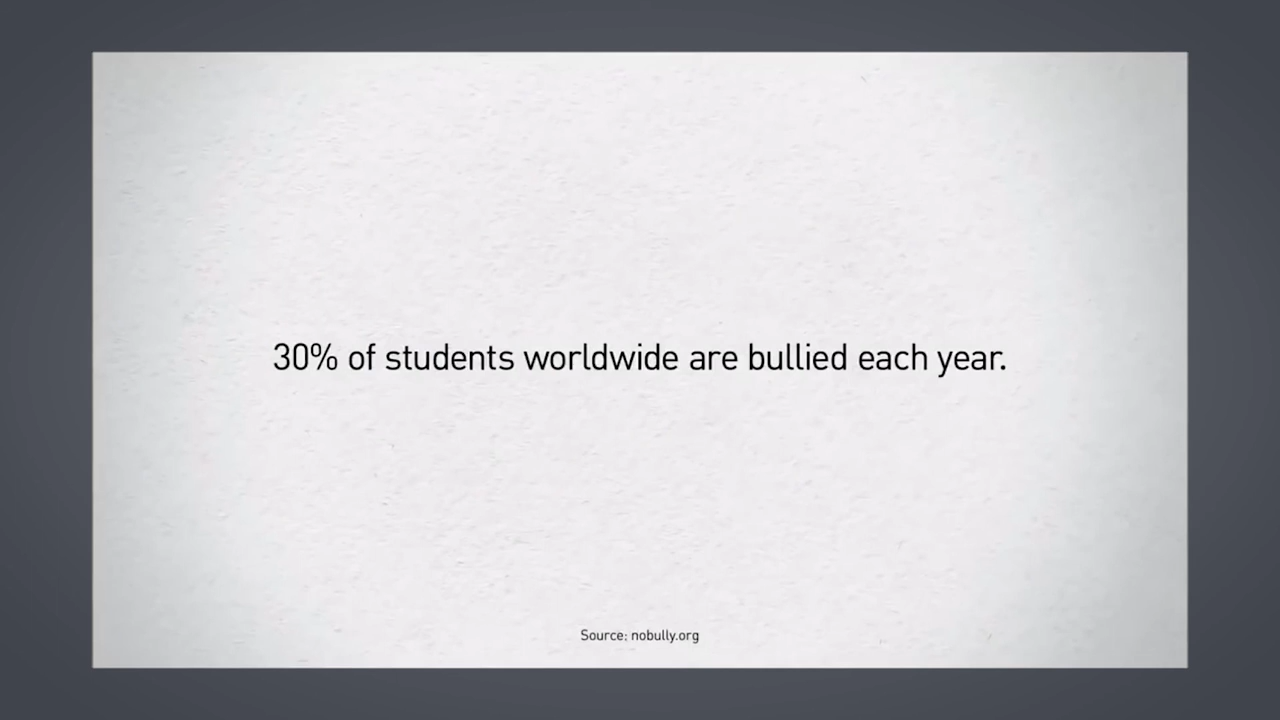 30% of students worldwide are bullied each year.
Source: nobully.org